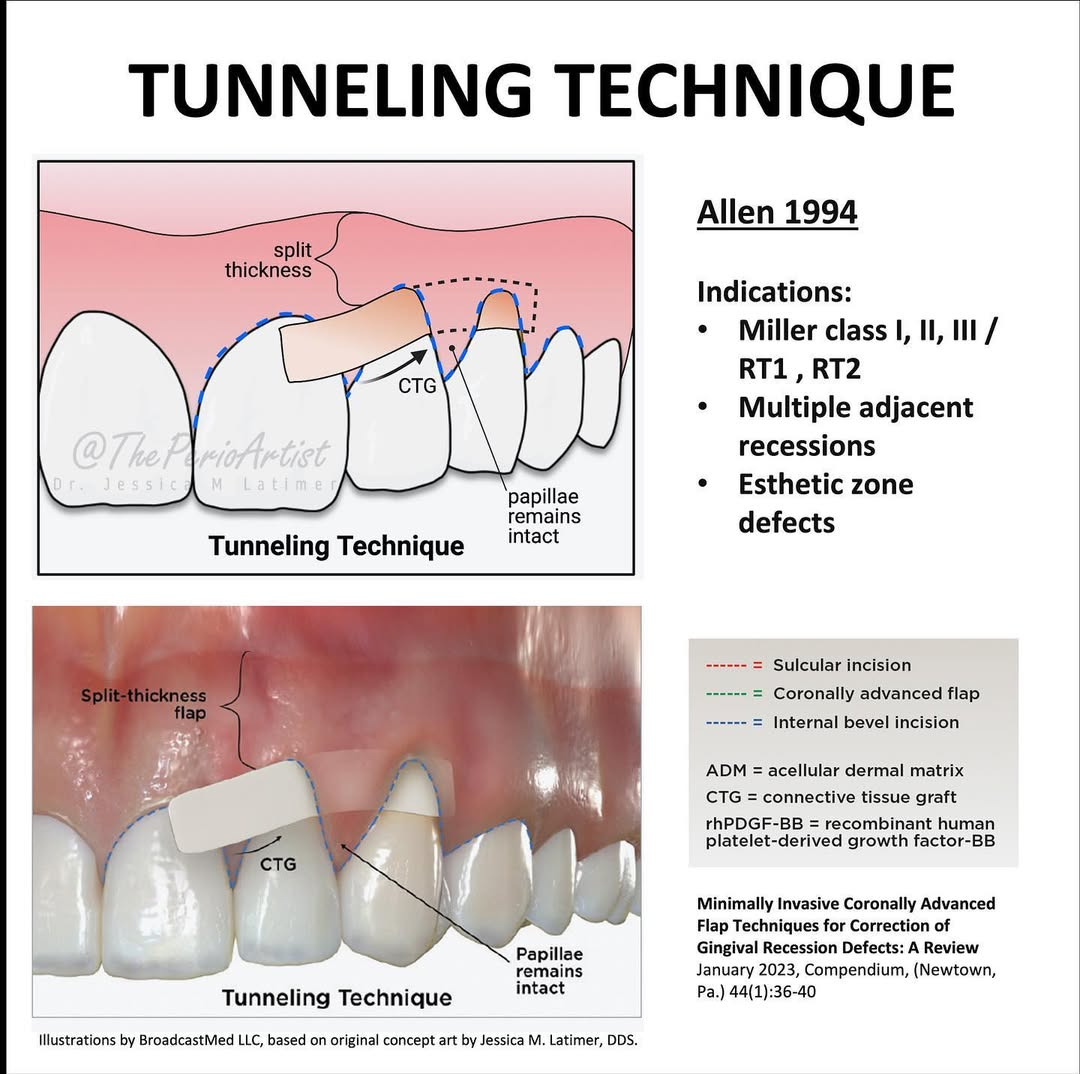 TUNNELING TECHNIQUE
split
thickness
CTG
@ThePerioArtist
Dr. Jessica M Latimer
papillae
remains
intact
Tunneling Technique
Allen 1994
Indications:
• Miller class I, II, III /
RT1 , RT2
• Multiple adjacent
recessions
• Esthetic zone
defects
Split-thickness
flap
CTG
Papillae
remains
intact
Tunneling Technique
------ = Sulcular incision
------ = Coronally advanced flap
------ = Internal bevel incision
ADM = acellular dermal matrix
CTG = connective tissue graft
rhPDGF-BB = recombinant human
platelet-derived growth factor-BB
Minimally Invasive Coronally Advanced
Flap Techniques for Correction of
Gingival Recession Defects: A Review
January 2023, Compendium, (Newtown,
Pa.) 44(1):36-40
Illustrations by BroadcastMed LLC, based on original concept art by Jessica M. Latimer, DDS.